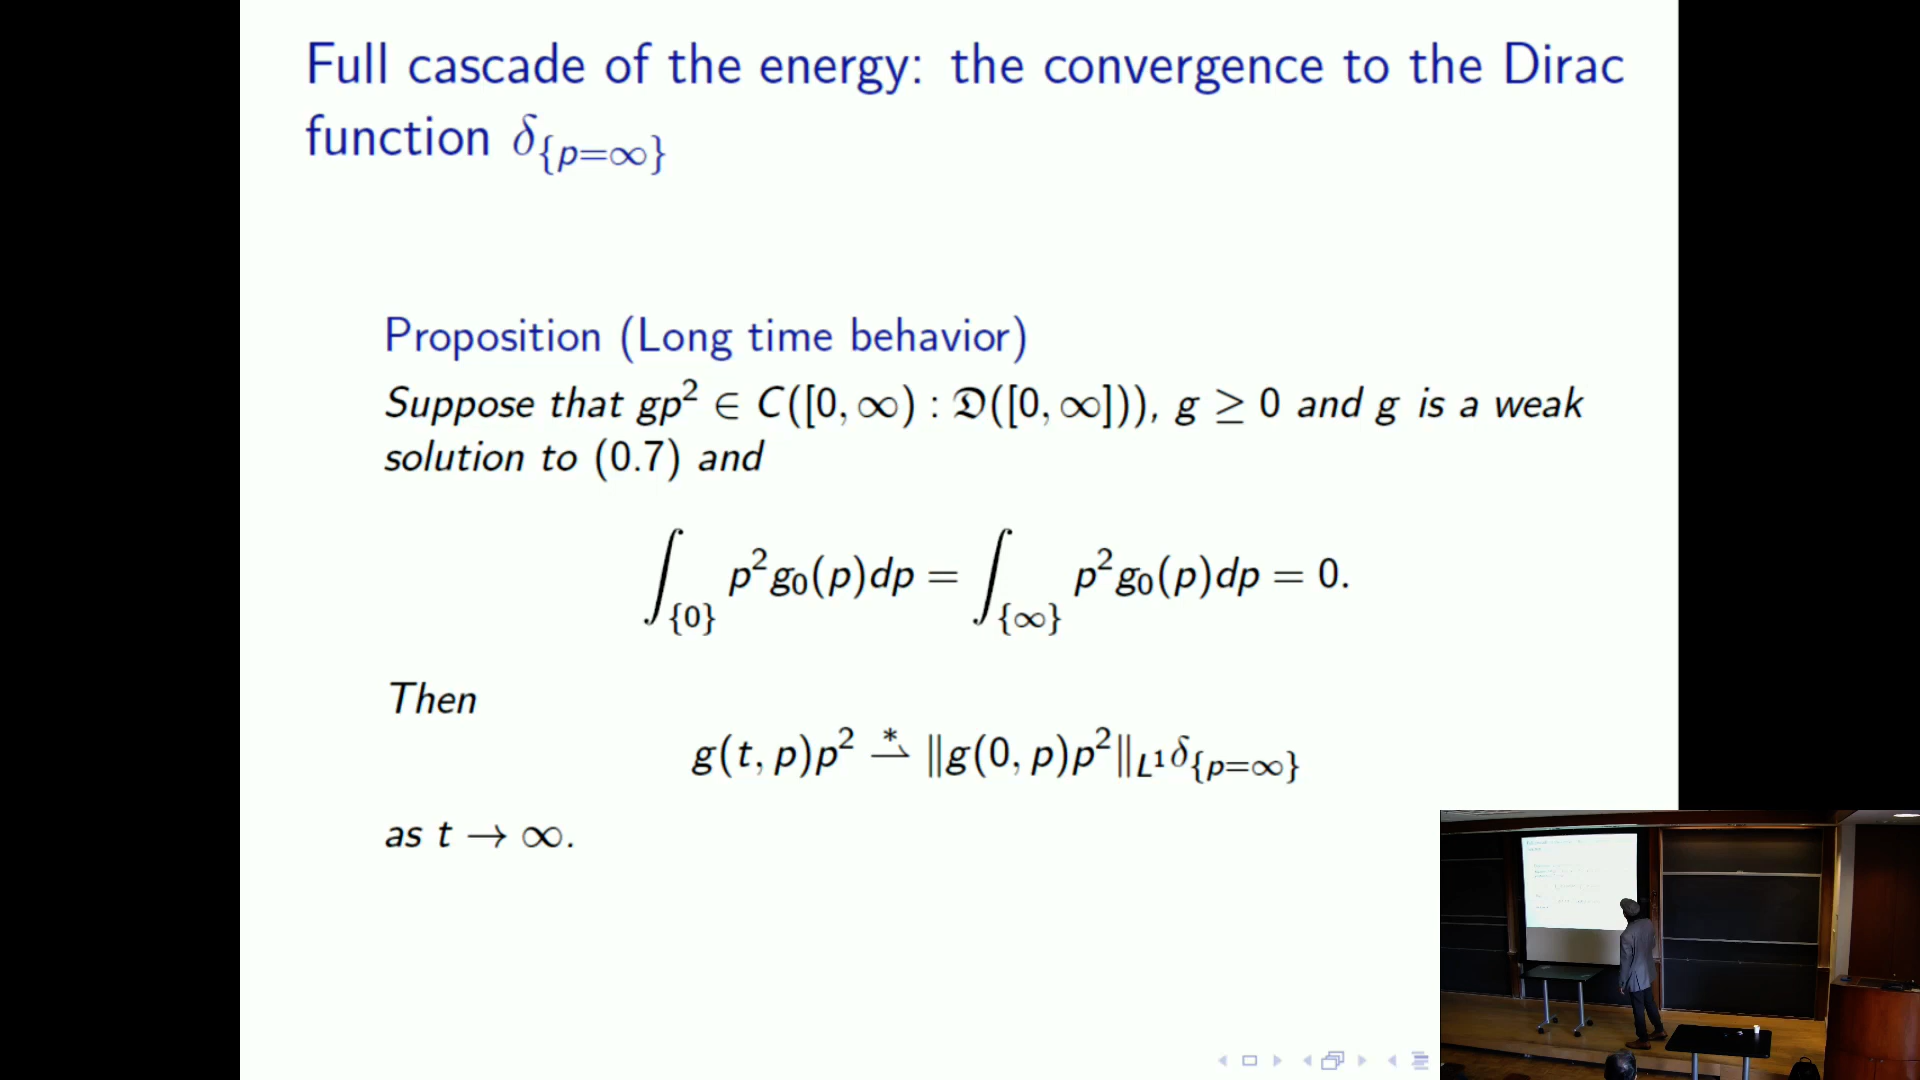 Full cascade of the energy: the convergence to the Dirac
function δ_{p=∞}
Proposition (Long time behavior)
Suppose that gp² ∈ C([0, ∞) : 𝔇([0, ∞])), g ≥ 0 and g is a weak
solution to (0.7) and
∫_{0} p²g₀(p)dp = ∫_{∞} p²g₀(p)dp = 0.
Then
g(t, p)p² ⇀* ‖g(0, p)p²‖_{L¹}δ_{p=∞}
as t → ∞.